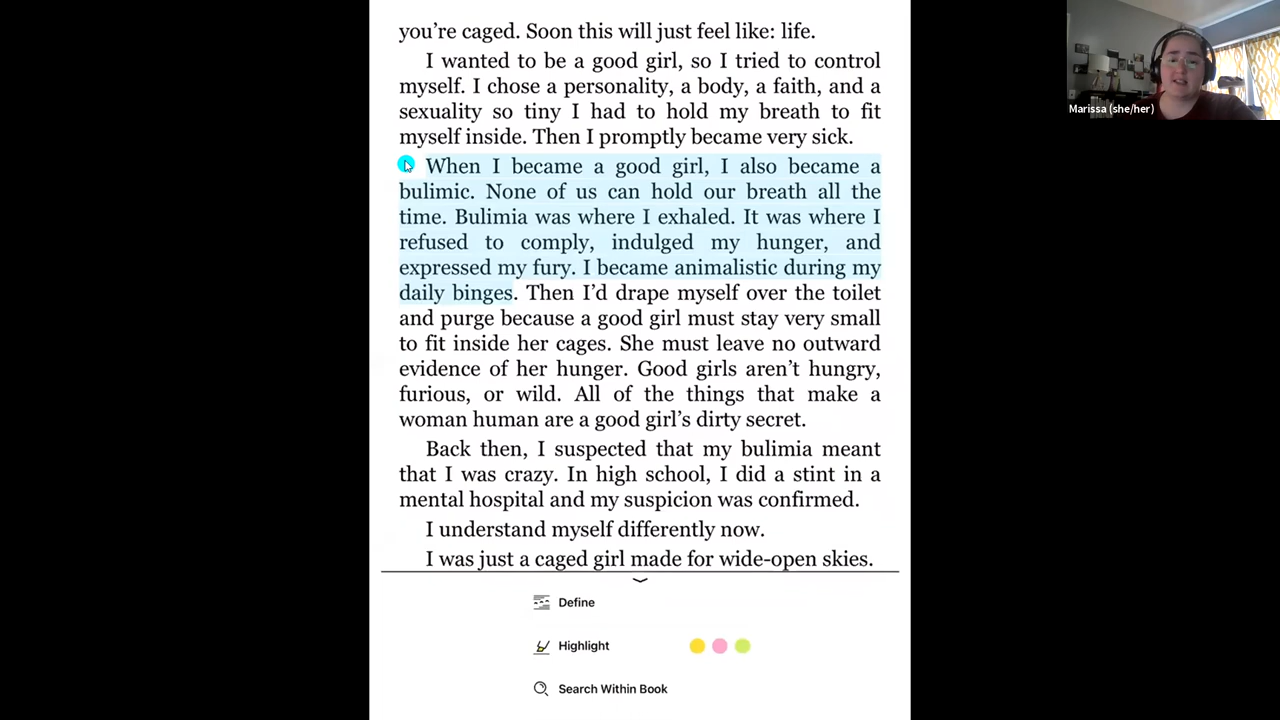 you're caged. Soon this will just feel like: life.
I wanted to be a good girl, so I tried to control
myself. I chose a personality, a body, a faith, and a
sexuality so tiny I had to hold my breath to fit
myself inside. Then I promptly became very sick.
When I became a good girl, I also became a
bulimic. None of us can hold our breath all the
time. Bulimia was where I exhaled. It was where I
refused to comply, indulged my hunger, and
expressed my fury. I became animalistic during my
daily binges. Then I'd drape myself over the toilet
and purge because a good girl must stay very small
to fit inside her cages. She must leave no outward
evidence of her hunger. Good girls aren't hungry,
furious, or wild. All of the things that make a
woman human are a good girl's dirty secret.
Back then, I suspected that my bulimia meant
that I was crazy. In high school, I did a stint in a
mental hospital and my suspicion was confirmed.
I understand myself differently now.
I was just a caged girl made for wide-open skies.
Define
Highlight
Search Within Book
Marissa (she/her)